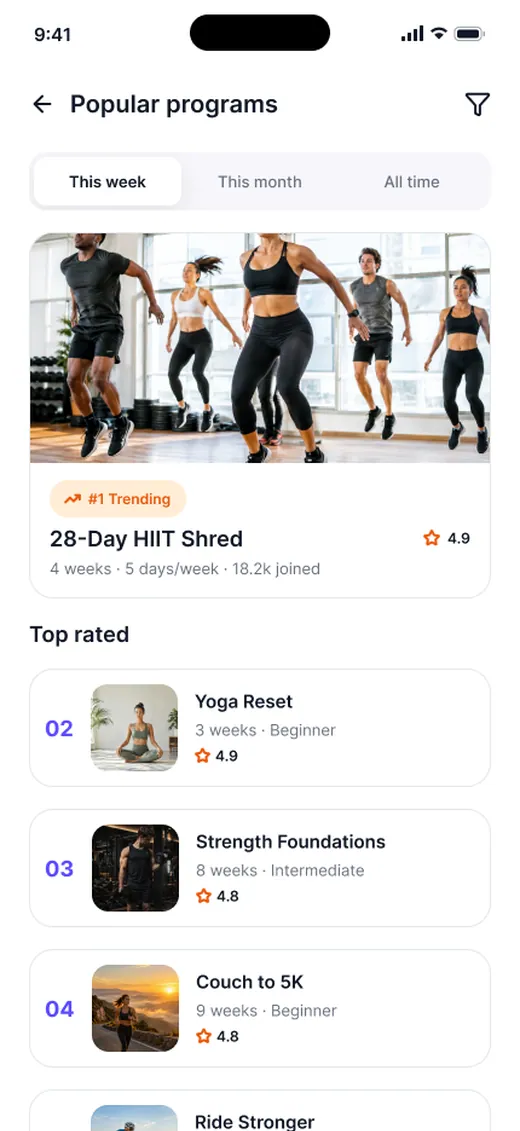 9:41
Popular programs
This week
This month
All time
#1 Trending
28-Day HIIT Shred
4.9
4 weeks · 5 days/week · 18.2k joined
Top rated
02
Yoga Reset
3 weeks · Beginner
4.9
03
Strength Foundations
8 weeks · Intermediate
4.8
04
Couch to 5K
9 weeks · Beginner
4.8
Ride Stronger